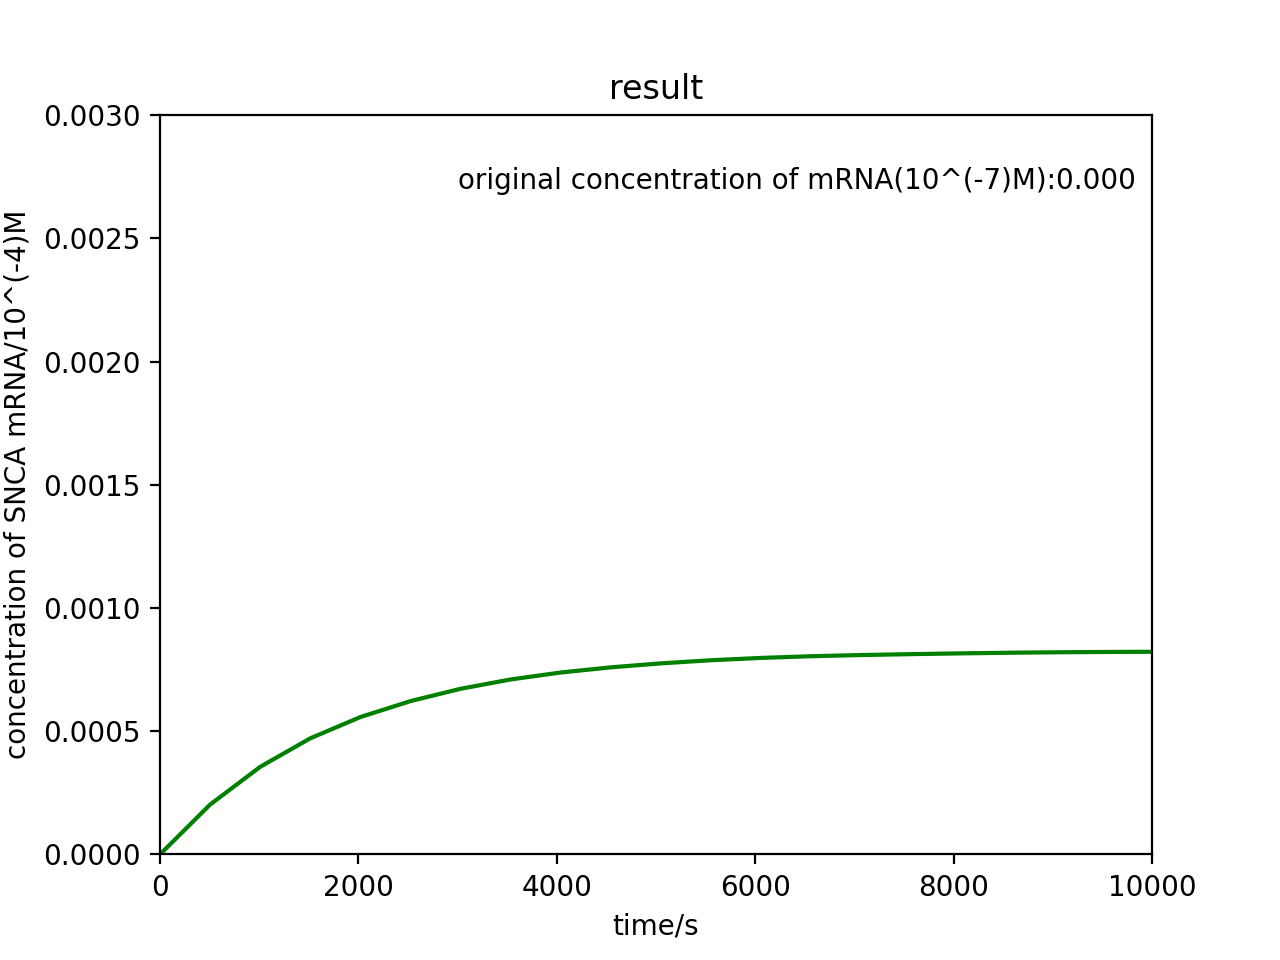 result
original concentration of mRNA(10^(-7)M):0.000
concentration of SNCA mRNA/10^(-4)M
0.0030
0.0025
0.0020
0.0015
0.0010
0.0005
0.0000
0 2000 4000 6000 8000 10000
time/s